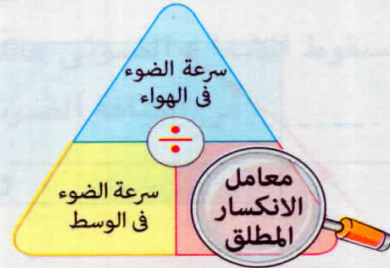 سرعة الضوء
فى الهواء
÷
سرعة الضوء
فى الوسط
معامل
الانكسار
المطلق